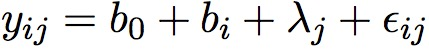 y_{ij} = b_0 + b_i + λ_j + ϵ_{ij}